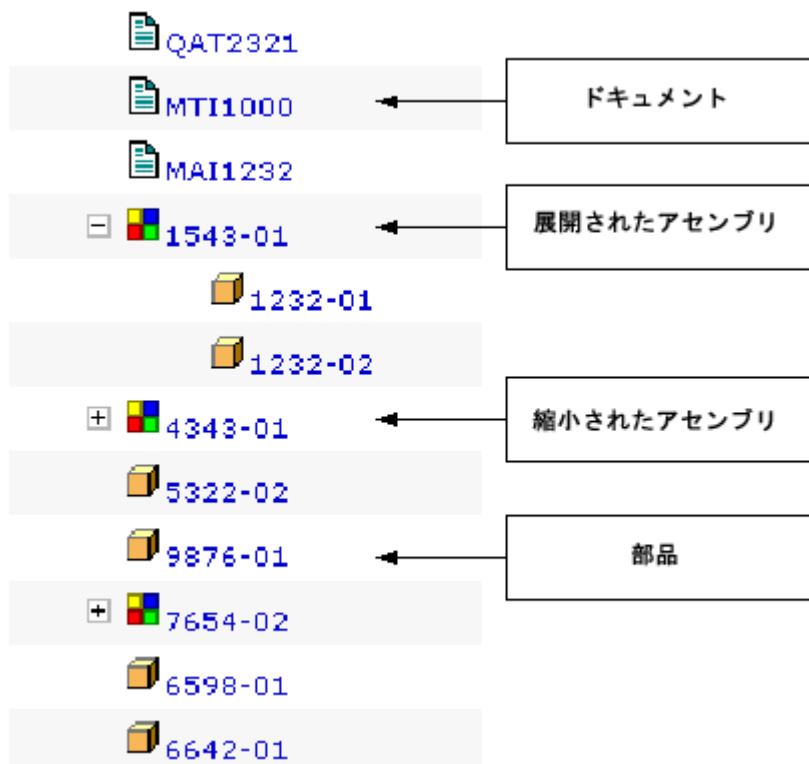 QAT2321
MTI1000
ドキュメント
MAI1232
1543-01
展開されたアセンブリ
1232-01
1232-02
4343-01
縮小されたアセンブリ
5322-02
9876-01
部品
7654-02
6598-01
6642-01